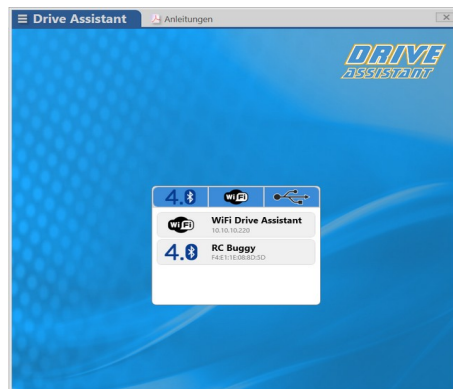 Drive Assistant
Anleitungen
DRIVE
ASSISTANT
4.0
WiFi
WiFi
WiFi Drive Assistant
10.10.10.220
4.0
RC Buggy
F4:E1:1E:08:8D:5D